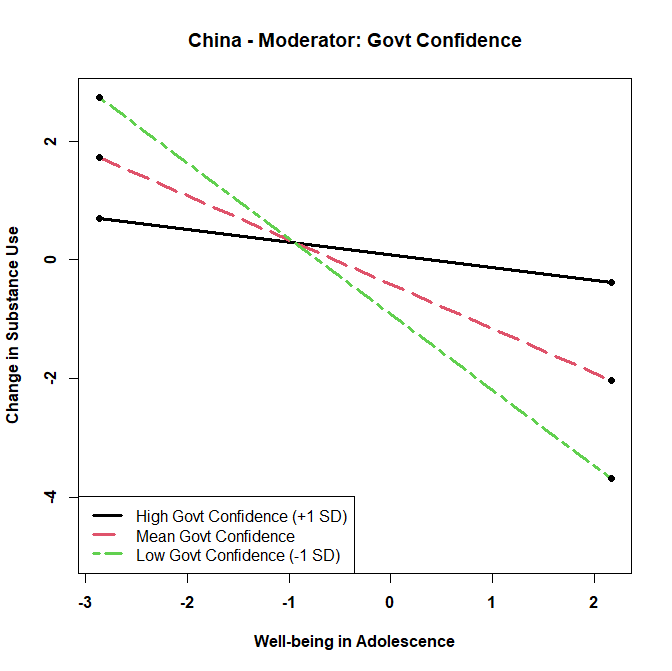 China - Moderator: Govt Confidence
Change in Substance Use
2
0
-2
-4
High Govt Confidence (+1 SD)
Mean Govt Confidence
Low Govt Confidence (-1 SD)
-3 -2 -1 0 1 2
Well-being in Adolescence